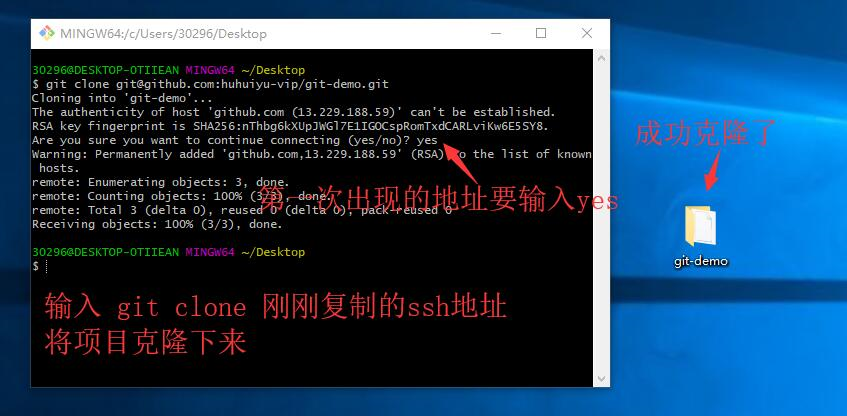 MINGW64:/c/Users/30296/Desktop
30296@DESKTOP-OTIIEAN MINGW64 ~/Desktop
$ git clone git@github.com:huhuiyu-vip/git-demo.git
Cloning into 'git-demo'...
The authenticity of host 'github.com (13.229.188.59)' can't be established.
RSA key fingerprint is SHA256:nThbg6kXUpJWGl7E1IGOCspRomTxdCARLviKw6E5SY8.
Are you sure you want to continue connecting (yes/no)? yes
Warning: Permanently added 'github.com,13.229.188.59' (RSA) to the list of known
hosts.
remote: Enumerating objects: 3, done.
remote: Counting objects: 100% (3/3), done.
第一次出现的地址要输入yes
remote: Total 3 (delta 0), reused 0 (delta 0), pack-reused 0
Receiving objects: 100% (3/3), done.
30296@DESKTOP-OTIIEAN MINGW64 ~/Desktop
$
输入 git clone 刚刚复制的ssh地址
将项目克隆下来
成功克隆了
git-demo